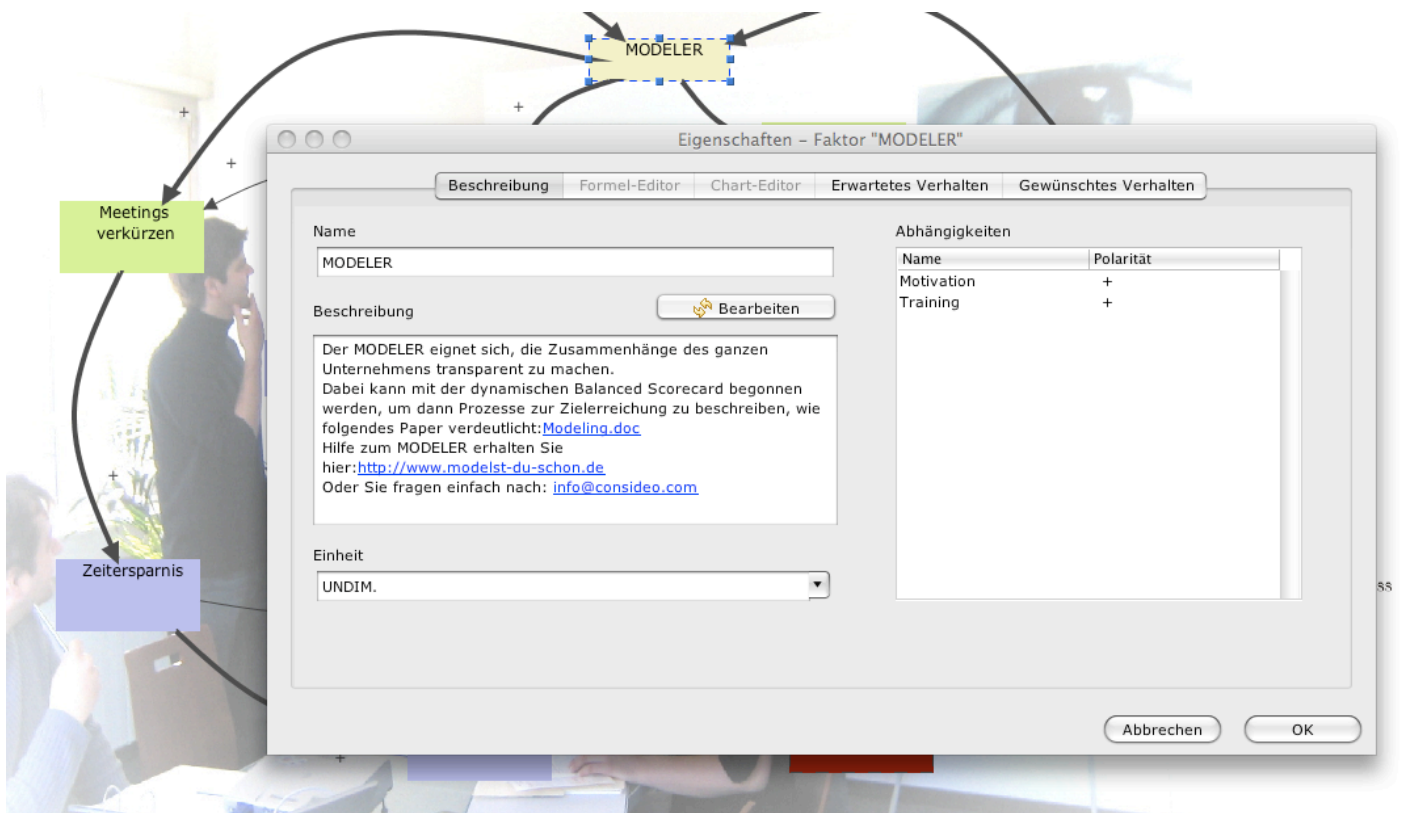 MODELER
+
+
Eigenschaften – Faktor "MODELER"
+
Beschreibung Formel-Editor Chart-Editor Erwartetes Verhalten Gewünschtes Verhalten
Meetings
verkürzen
Name
MODELER
Beschreibung
Bearbeiten
Der MODELER eignet sich, die Zusammenhänge des ganzen
Unternehmens transparent zu machen.
Dabei kann mit der dynamischen Balanced Scorecard begonnen
werden, um dann Prozesse zur Zielerreichung zu beschreiben, wie
folgendes Paper verdeutlicht:Modeling.doc
Hilfe zum MODELER erhalten Sie
hier:http://www.modelst-du-schon.de
Oder Sie fragen einfach nach: info@consideo.com
Einheit
UNDIM.
Abhängigkeiten
Name Polarität
Motivation +
Training +
+
Zeitersparnis
ss
Abbrechen OK
+